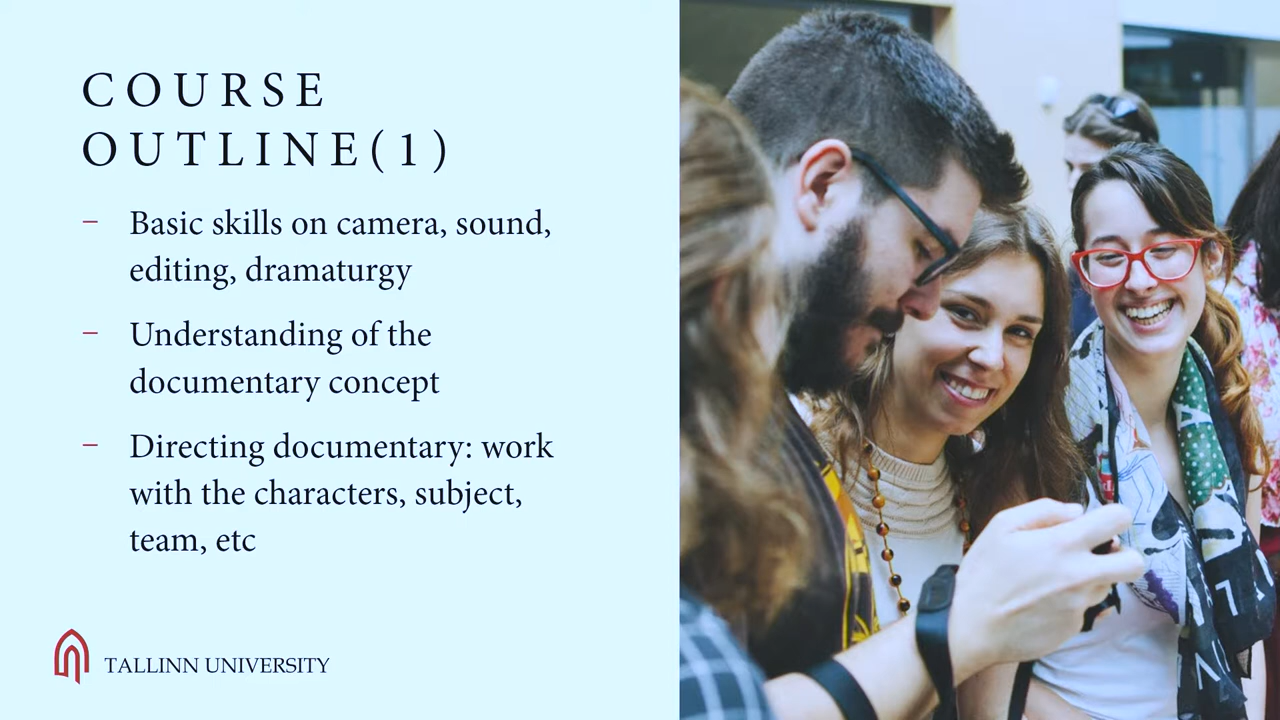 COURSE
OUTLINE(1)
– Basic skills on camera, sound,
editing, dramaturgy
– Understanding of the
documentary concept
– Directing documentary: work
with the characters, subject,
team, etc
TALLINN UNIVERSITY